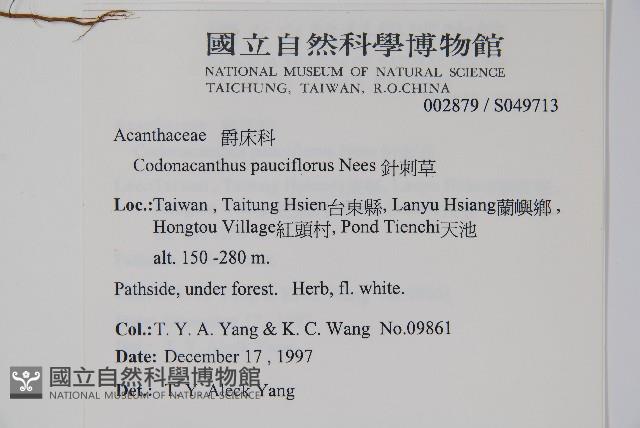 國立自然科學博物館
NATIONAL MUSEUM OF NATURAL SCIENCE
TAICHUNG, TAIWAN, R.O.CHINA
002879 / S049713
Acanthaceae 爵床科
Codonacanthus pauciflorus Nees 針刺草
Loc.:Taiwan , Taitung Hsien台東縣, Lanyu Hsiang蘭嶼鄉 ,
Hongtou Village紅頭村, Pond Tienchi天池
alt. 150 -280 m.
Pathside, under forest. Herb, fl. white.
Col.:T. Y. A. Yang & K. C. Wang No.09861
Date: December 17 , 1997
Det.: T. Y. Aleck Yang
國立自然科學博物館
NATIONAL MUSEUM OF NATURAL SCIENCE